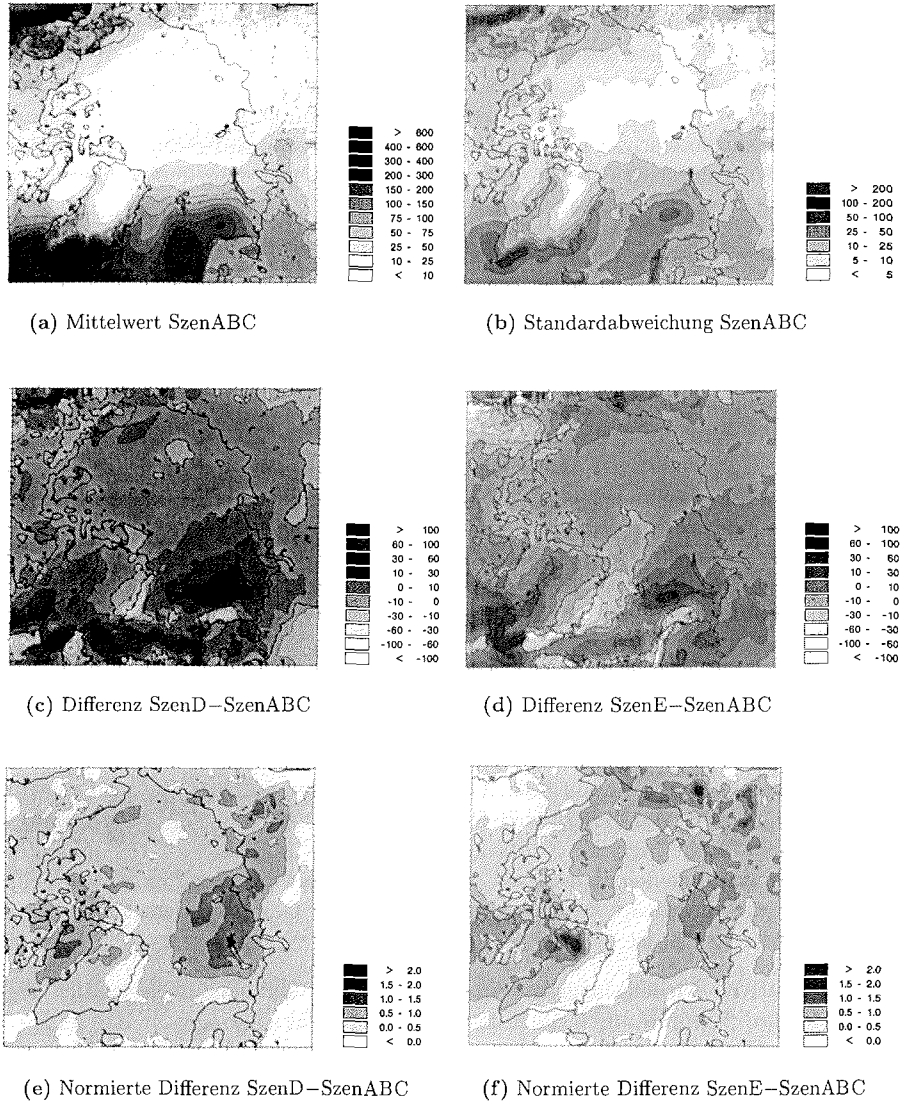 > 600
400 - 600
300 - 400
200 - 300
150 - 200
100 - 150
75 - 100
50 - 75
25 - 50
10 - 25
< 10
> 200
100 - 200
50 - 100
25 - 50
10 - 25
5 - 10
< 5
(a) Mittelwert SzenABC
(b) Standardabweichung SzenABC
> 100
60 - 100
30 - 60
10 - 30
0 - 10
-10 - 0
-30 - -10
-60 - -30
-100 - -60
< -100
> 100
60 - 100
30 - 60
10 - 30
0 - 10
-10 - 0
-30 - -10
-60 - -30
-100 - -60
< -100
(c) Differenz SzenD−SzenABC
(d) Differenz SzenE−SzenABC
> 2.0
1.5 - 2.0
1.0 - 1.5
0.5 - 1.0
0.0 - 0.5
< 0.0
> 2.0
1.5 - 2.0
1.0 - 1.5
0.5 - 1.0
0.0 - 0.5
< 0.0
(e) Normierte Differenz SzenD−SzenABC
(f) Normierte Differenz SzenE−SzenABC